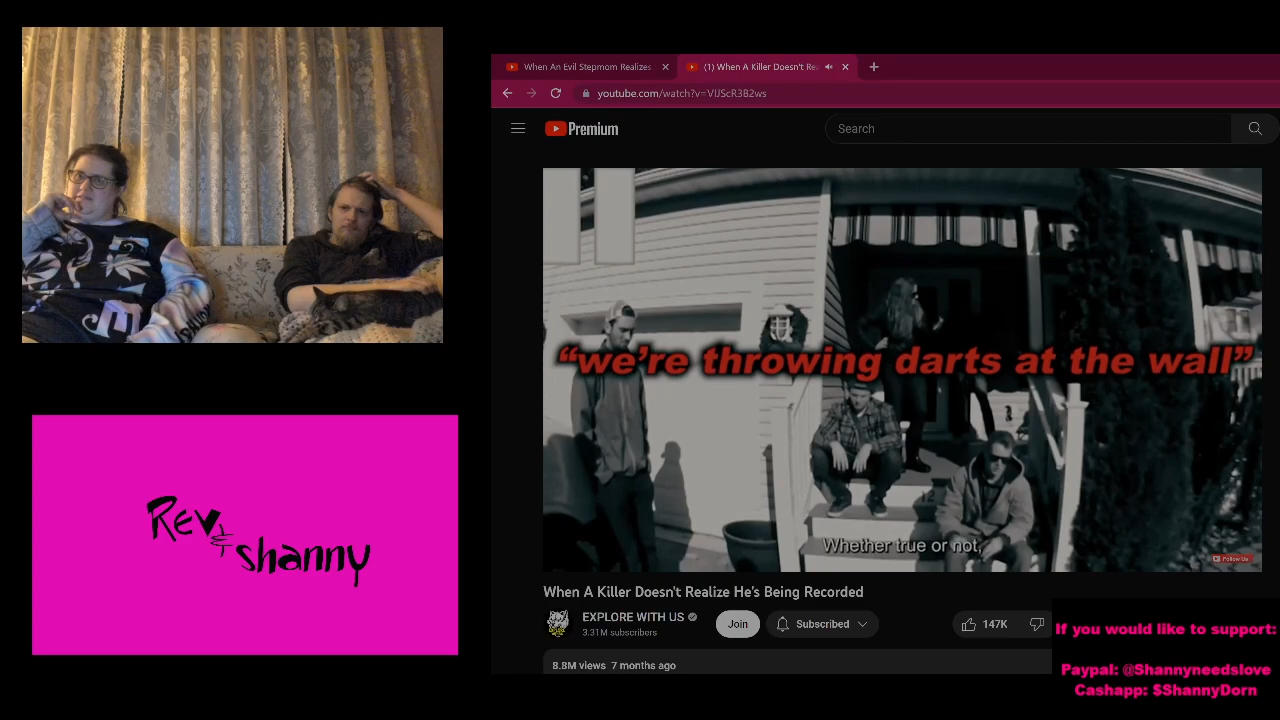 When An Evil Stepmom Realizes
(1) When A Killer Doesn't Re
youtube.com/watch?v=VIJScR3B2ws
Premium
Search
"we're throwing darts at the wall"
Whether true or not,
Follow Us
Rev & shanny
When A Killer Doesn't Realize He's Being Recorded
EXPLORE WITH US
3.31M subscribers
Join
Subscribed
147K
8.8M views 7 months ago
If you would like to support:
Paypal: @Shannyneedslove
Cashapp: $ShannyDorn